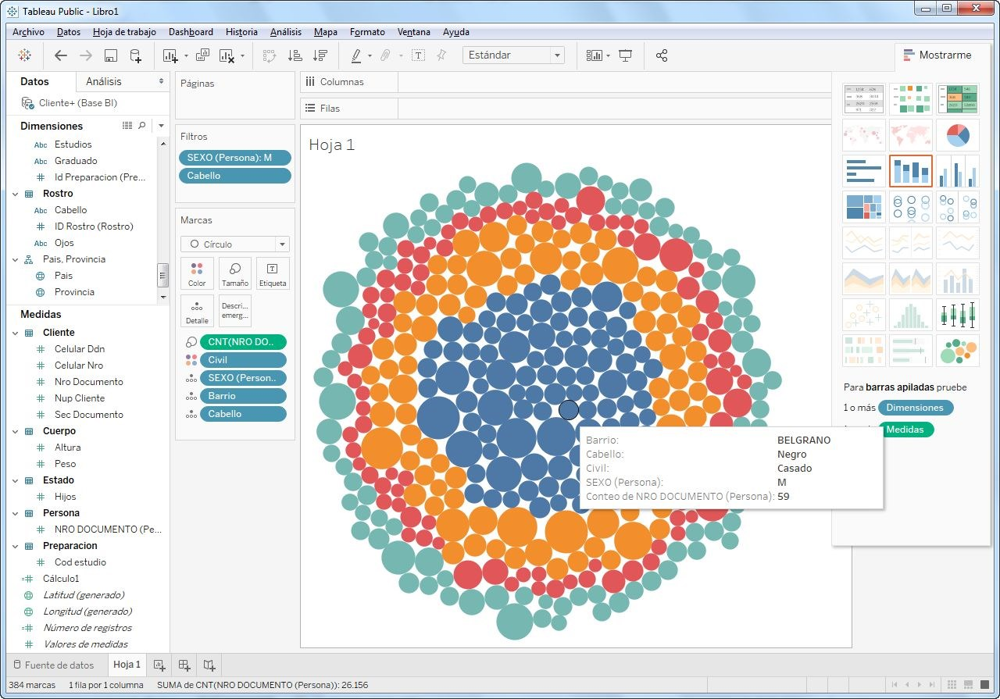 Tableau Public - Libro1
Archivo Datos Hoja de trabajo Dashboard Historia Análisis Mapa Formato Ventana Ayuda
Estándar
Mostrarme
Datos Análisis
Cliente+ (Base BI)
Dimensiones
Abc Estudios
Abc Graduado
Id Preparacion (Pre...
Rostro
Abc Cabello
ID Rostro (Rostro)
Abc Ojos
Pais, Provincia
Pais
Provincia
Medidas
Cliente
Celular Ddn
Celular Nro
Nro Documento
Nup Cliente
Sec Documento
Cuerpo
Altura
Peso
Estado
Hijos
Persona
NRO DOCUMENTO (Pe...
Preparacion
Cod estudio
Cálculo1
Latitud (generado)
Longitud (generado)
Número de registros
Valores de medidas
Páginas
Filtros
SEXO (Persona): M
Cabello
Marcas
Círculo
Color Tamaño Etiqueta
Detalle Descri... emerg...
CNT(NRO DO..
Civil
SEXO (Person..
Barrio
Cabello
Columnas
Filas
Hoja 1
Barrio: BELGRANO
Cabello: Negro
Civil: Casado
SEXO (Persona): M
Conteo de NRO DOCUMENTO (Persona): 59
Para barras apiladas pruebe
1 o más Dimensiones
Medidas
Fuente de datos Hoja 1
384 marcas 1 fila por 1 columna SUMA de CNT(NRO DOCUMENTO (Persona)): 26.156